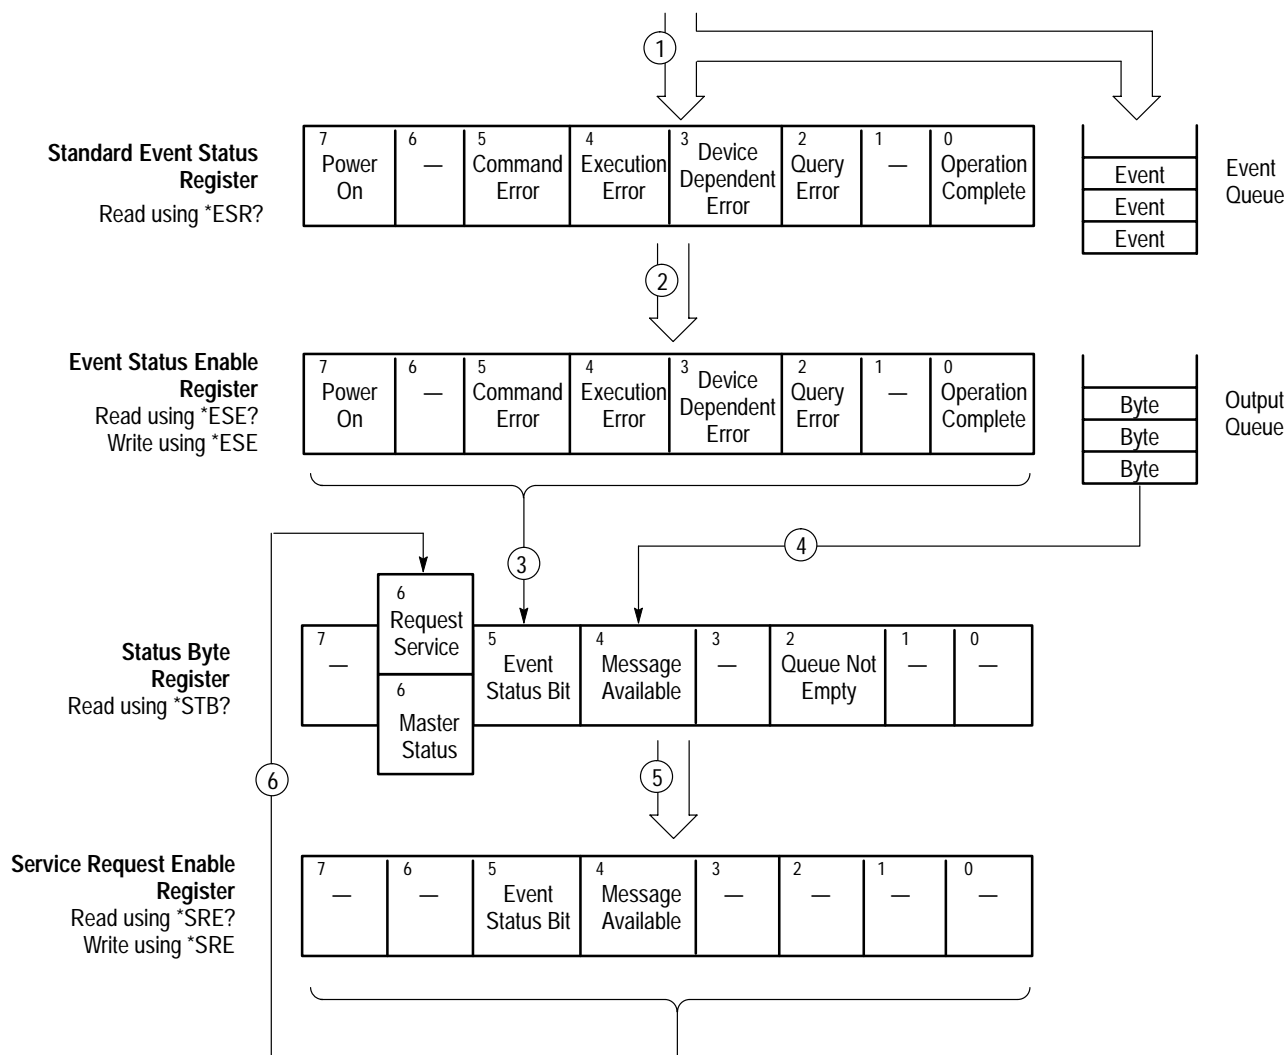 1
Standard Event Status
Register
Read using *ESR?
7
Power
On
6
—
5
Command
Error
4
Execution
Error
3
Device
Dependent
Error
2
Query
Error
1
—
0
Operation
Complete
Event
Event
Event
Event
Queue
2
Event Status Enable
Register
Read using *ESE?
Write using *ESE
7
Power
On
6
—
5
Command
Error
4
Execution
Error
3
Device
Dependent
Error
2
Query
Error
1
—
0
Operation
Complete
Byte
Byte
Byte
Output
Queue
3
4
Status Byte
Register
Read using *STB?
7
—
6
Request
Service
6
Master
Status
5
Event
Status Bit
4
Message
Available
3
—
2
Queue Not
Empty
1
—
0
—
6
5
Service Request Enable
Register
Read using *SRE?
Write using *SRE
7
—
6
—
5
Event
Status Bit
4
Message
Available
3
—
2
—
1
—
0
—